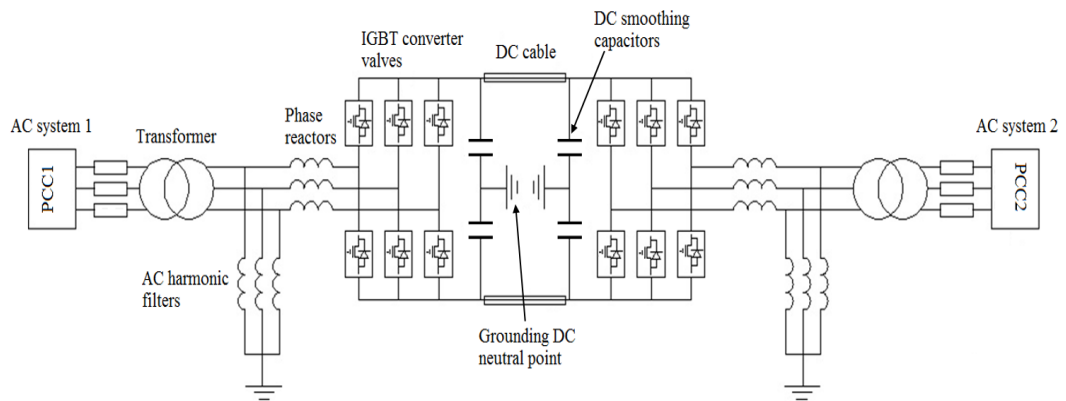 DC smoothing
capacitors
IGBT converter
valves
DC cable
Phase
reactors
AC system 1
Transformer
AC system 2
PCC1
PCC2
AC harmonic
filters
Grounding DC
neutral point